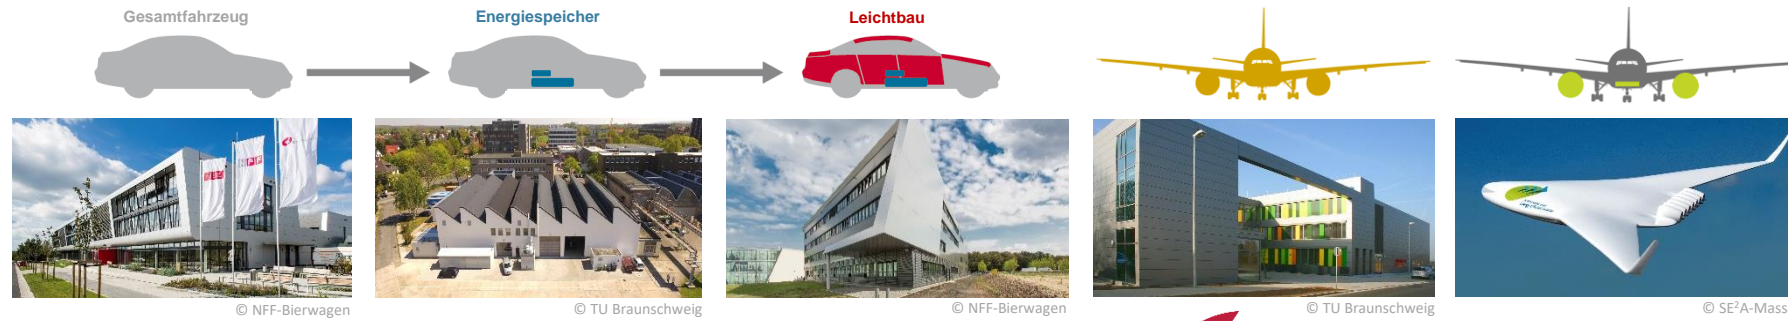 Gesamtfahrzeug
Energiespeicher
Leichtbau
© NFF-Bierwagen
© TU Braunschweig
© NFF-Bierwagen
© TU Braunschweig
© SE²A-Mass